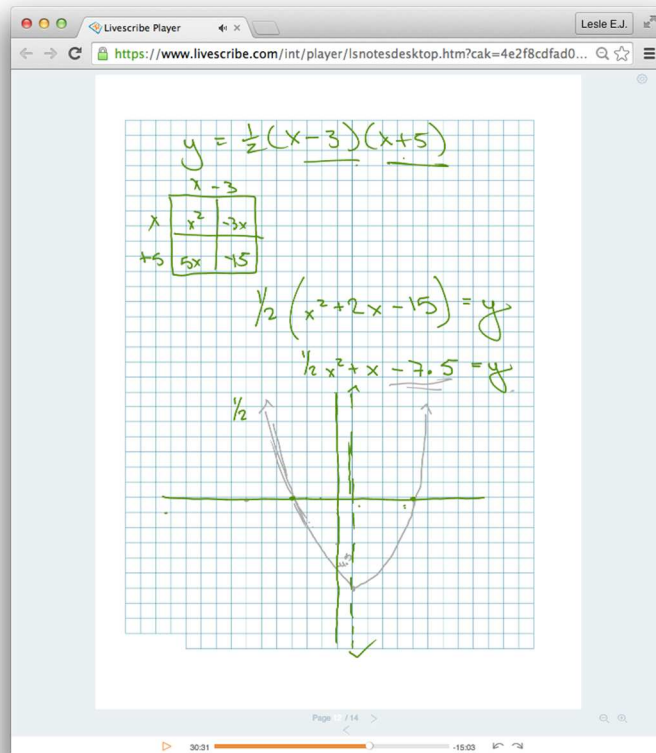 Livescribe Player
Lesle E.J.
https://www.livescribe.com/int/player/lsnotesdesktop.htm?cak=4e2f8cdfad0...
y = ½(x-3)(x+5)
x -3
x x² -3x
+5 5x -15
½(x²+2x-15) = y
½x²+x-7.5 = y
½
Page /14
30:31
-15:03